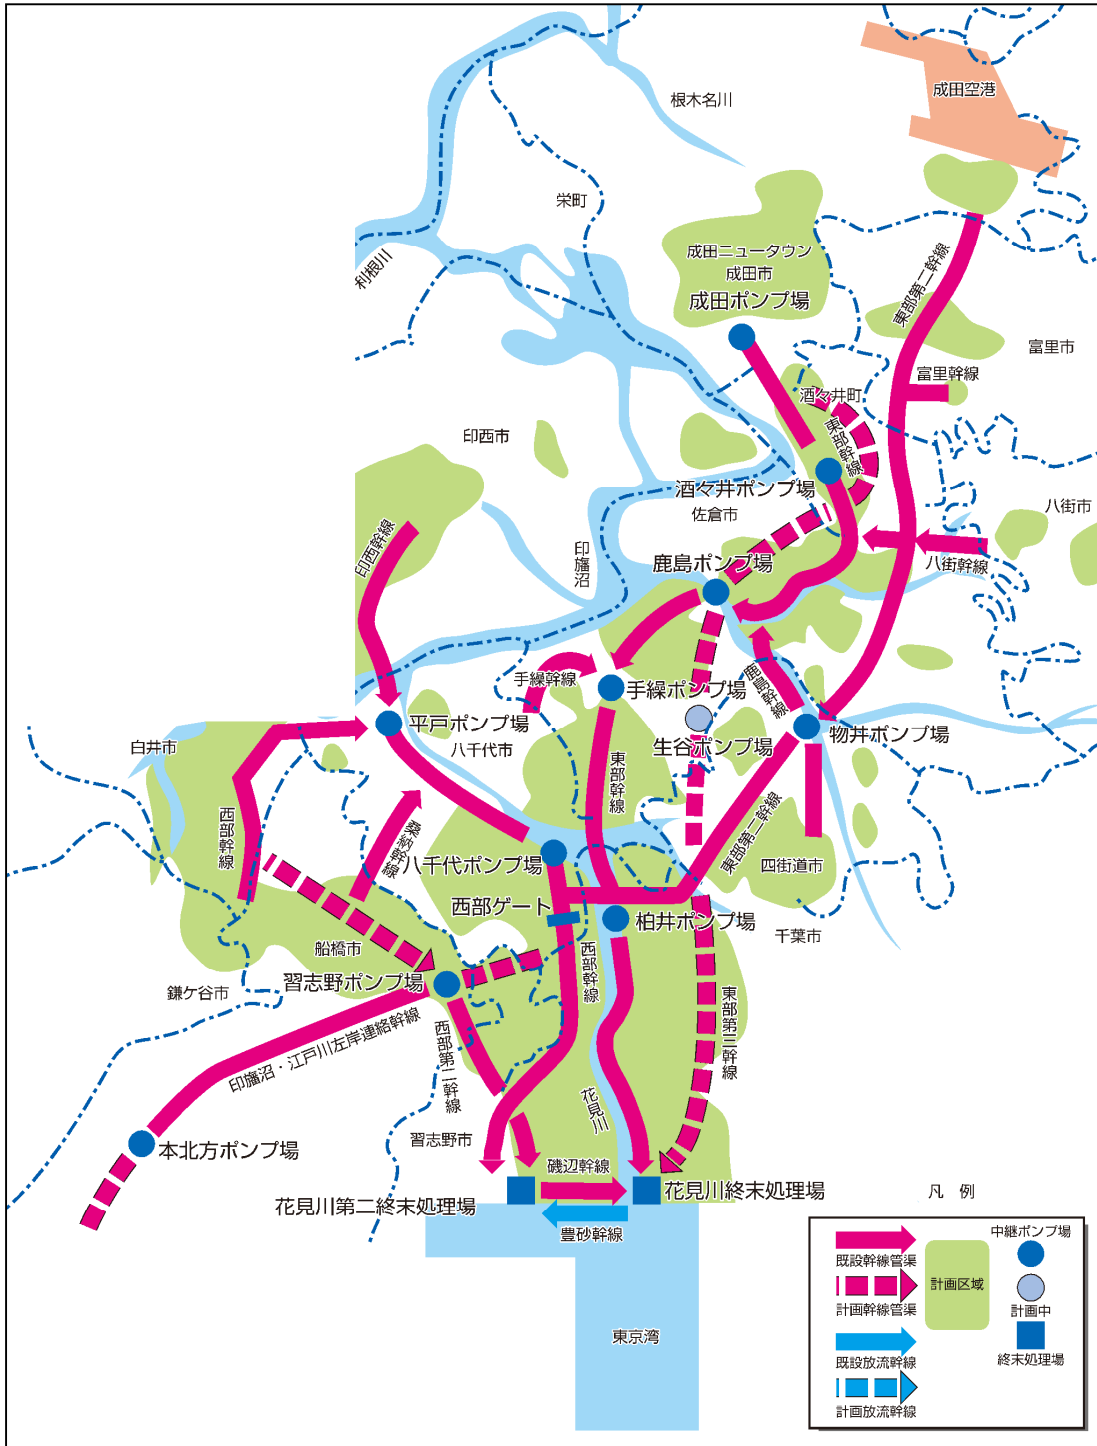 成田空港
根木名川
栄町
利根川
成田ニュータウン
成田市
成田ポンプ場
東部第二幹線
富里市
富里幹線
酒々井町
東部幹線
印西市
酒々井ポンプ場
佐倉市
八街市
八街幹線
印西幹線
印旛沼
鹿島ポンプ場
手繰幹線
手繰ポンプ場
鹿島幹線
平戸ポンプ場
八千代市
生谷ポンプ場
物井ポンプ場
白井市
西部幹線
桑納幹線
東部幹線
東部第二幹線
八千代ポンプ場
四街道市
西部ゲート
柏井ポンプ場
千葉市
船橋市
習志野ポンプ場
西部幹線
鎌ケ谷市
印旛沼・江戸川左岸連絡幹線
西部第二幹線
東部第三幹線
花見川
習志野市
本北方ポンプ場
磯辺幹線
花見川第二終末処理場
花見川終末処理場
豊砂幹線
東京湾
凡 例
既設幹線管渠
計画幹線管渠
既設放流幹線
計画放流幹線
計画区域
中継ポンプ場
計画中
終末処理場